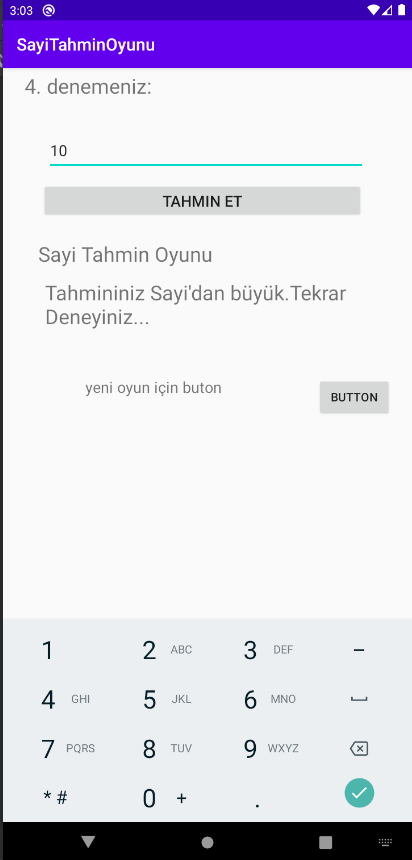 3:03
SayiTahminOyunu
4. denemeniz:
10
TAHMIN ET
Sayi Tahmin Oyunu
Tahmininiz Sayi'dan büyük.Tekrar
Deneyiniz...
yeni oyun için buton
BUTTON
1 2 ABC 3 DEF −
4 GHI 5 JKL 6 MNO
7 PQRS 8 TUV 9 WXYZ
* # 0 + .